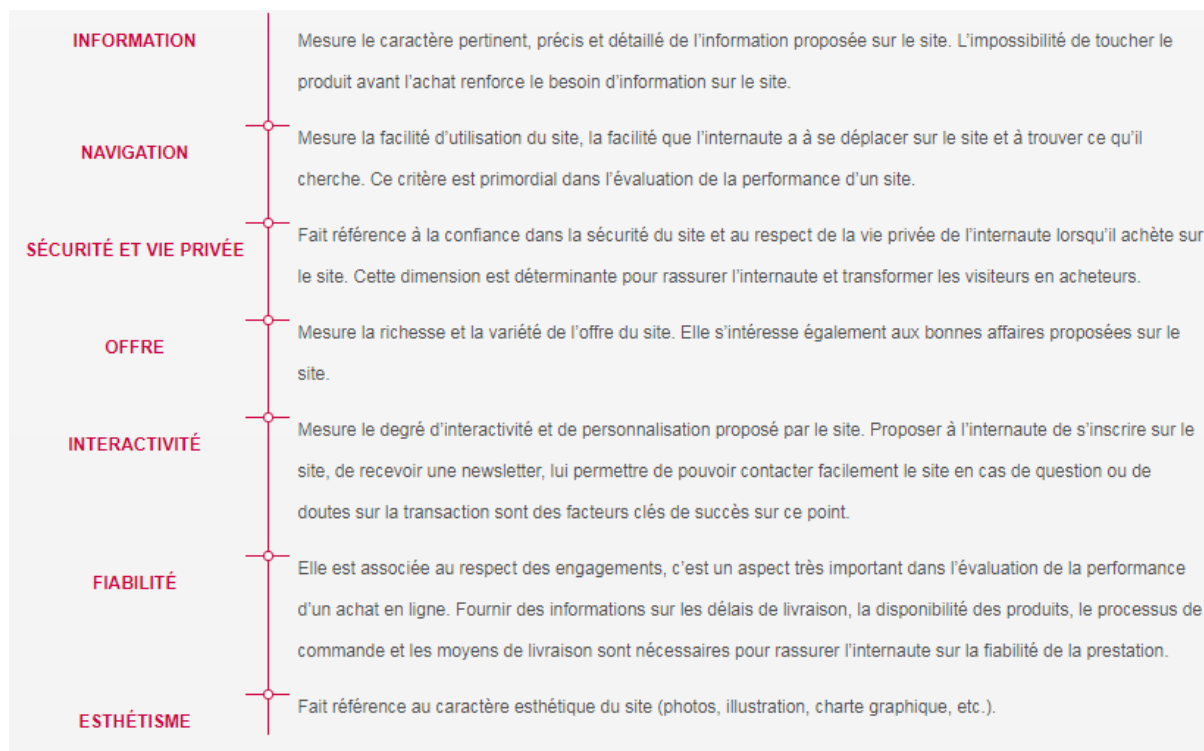 INFORMATION
Mesure le caractère pertinent, précis et détaillé de l’information proposée sur le site. L’impossibilité de toucher le
produit avant l’achat renforce le besoin d’information sur le site.
NAVIGATION
Mesure la facilité d’utilisation du site, la facilité que l’internaute a à se déplacer sur le site et à trouver ce qu’il
cherche. Ce critère est primordial dans l’évaluation de la performance d’un site.
SÉCURITÉ ET VIE PRIVÉE
Fait référence à la confiance dans la sécurité du site et au respect de la vie privée de l’internaute lorsqu’il achète sur
le site. Cette dimension est déterminante pour rassurer l’internaute et transformer les visiteurs en acheteurs.
OFFRE
Mesure la richesse et la variété de l’offre du site. Elle s’intéresse également aux bonnes affaires proposées sur le
site.
INTERACTIVITÉ
Mesure le degré d’interactivité et de personnalisation proposé par le site. Proposer à l’internaute de s’inscrire sur le
site, de recevoir une newsletter, lui permettre de pouvoir contacter facilement le site en cas de question ou de
doutes sur la transaction sont des facteurs clés de succès sur ce point.
FIABILITÉ
Elle est associée au respect des engagements, c’est un aspect très important dans l’évaluation de la performance
d’un achat en ligne. Fournir des informations sur les délais de livraison, la disponibilité des produits, le processus de
commande et les moyens de livraison sont nécessaires pour rassurer l’internaute sur la fiabilité de la prestation.
ESTHÉTISME
Fait référence au caractère esthétique du site (photos, illustration, charte graphique, etc.).